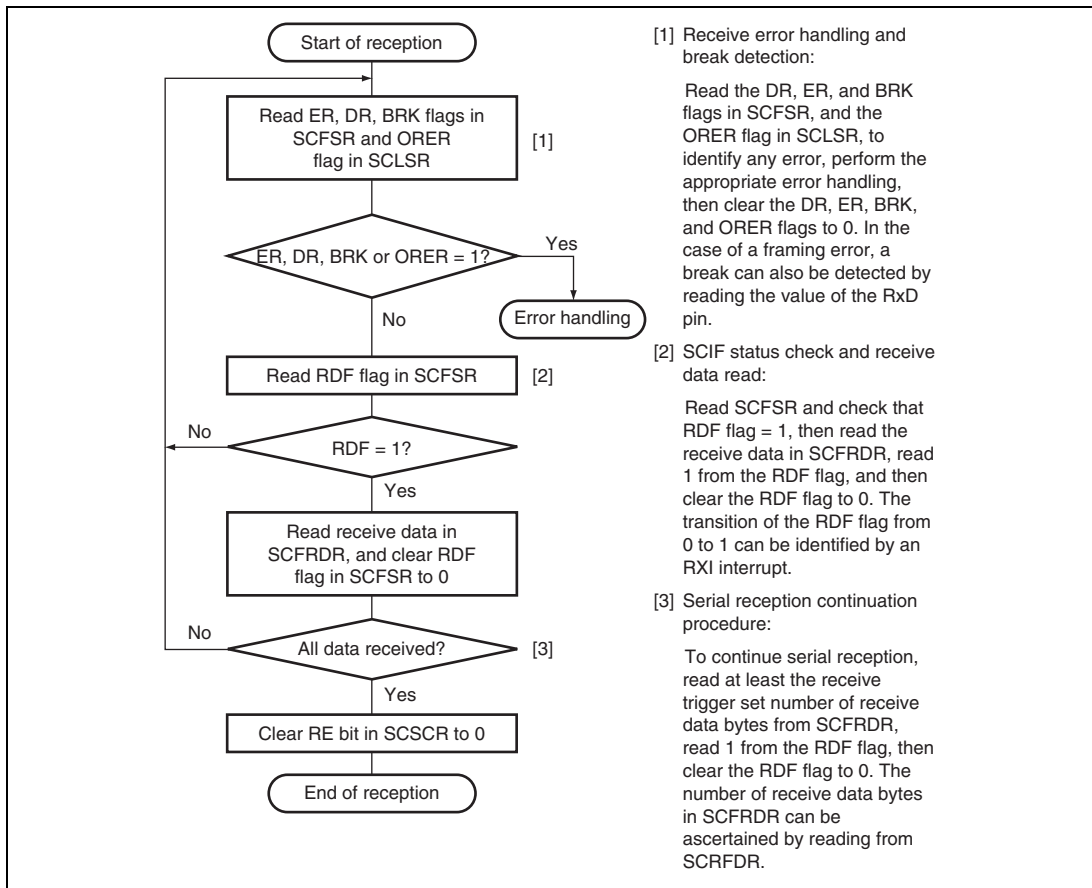 Start of reception
Read ER, DR, BRK flags in
SCFSR and ORER
flag in SCLSR
[1]
ER, DR, BRK or ORER = 1?
Yes
Error handling
No
Read RDF flag in SCFSR
[2]
No
RDF = 1?
Yes
Read receive data in
SCFRDR, and clear RDF
flag in SCFSR to 0
No
All data received?
[3]
Yes
Clear RE bit in SCSCR to 0
End of reception
[1] Receive error handling and
break detection:
Read the DR, ER, and BRK
flags in SCFSR, and the
ORER flag in SCLSR, to
identify any error, perform the
appropriate error handling,
then clear the DR, ER, BRK,
and ORER flags to 0. In the
case of a framing error, a
break can also be detected by
reading the value of the RxD
pin.
[2] SCIF status check and receive
data read:
Read SCFSR and check that
RDF flag = 1, then read the
receive data in SCFRDR, read
1 from the RDF flag, and then
clear the RDF flag to 0. The
transition of the RDF flag from
0 to 1 can be identified by an
RXI interrupt.
[3] Serial reception continuation
procedure:
To continue serial reception,
read at least the receive
trigger set number of receive
data bytes from SCFRDR,
read 1 from the RDF flag, then
clear the RDF flag to 0. The
number of receive data bytes
in SCFRDR can be
ascertained by reading from
SCRFDR.